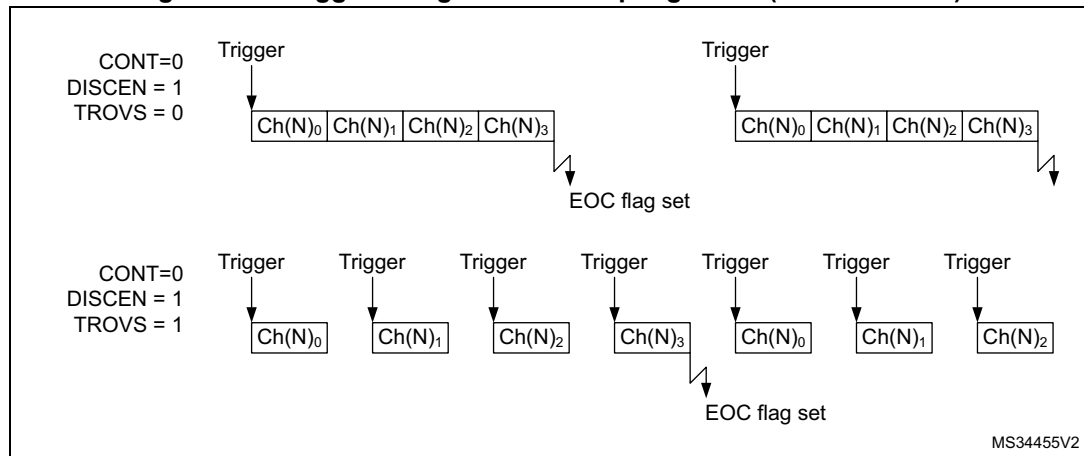 CONT=0
DISCEN = 1
TROVS = 0
Trigger Trigger
Ch(N)₀ Ch(N)₁ Ch(N)₂ Ch(N)₃ Ch(N)₀ Ch(N)₁ Ch(N)₂ Ch(N)₃
EOC flag set
CONT=0
DISCEN = 1
TROVS = 1
Trigger Trigger Trigger Trigger Trigger Trigger Trigger
Ch(N)₀ Ch(N)₁ Ch(N)₂ Ch(N)₃ Ch(N)₀ Ch(N)₁ Ch(N)₂
EOC flag set
MS34455V2